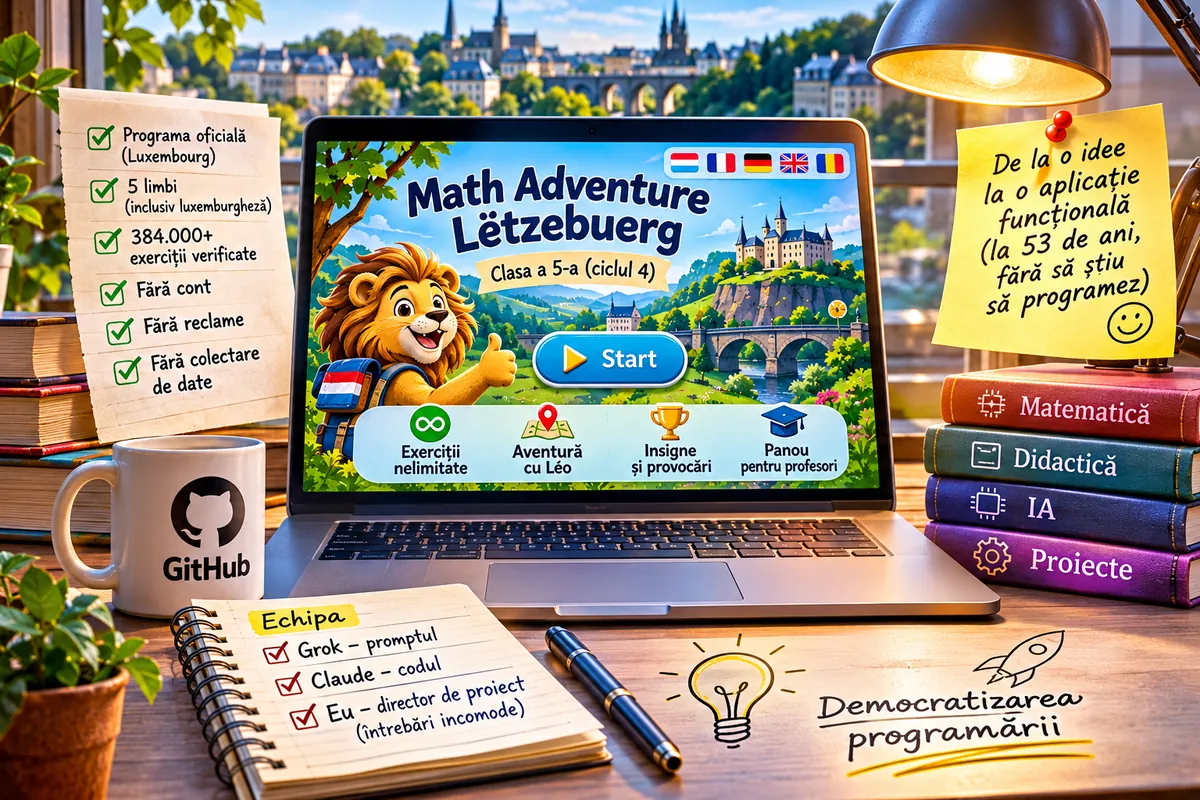 Programa oficială
(Luxembourg)
5 limbi
(inclusiv luxemburgheză)
384.000+
exerciții verificate
Fără cont
Fără reclame
Fără colectare
de date
Math Adventure
Lëtzebuerg
Clasa a 5-a (ciclul 4)
Start
Exerciții
nelimitate
Aventură
cu Léo
Insigne
și provocări
Panou
pentru profesori
De la o idee
la o aplicație
funcțională
(la 53 de ani,
fără să știu
să programez)
Matematică
Didactică
IA
Proiecte
GitHub
Echipa
Grok – promptul
Claude – codul
Eu – director de proiect
(întrebări incomode)
Democratizarea
programării